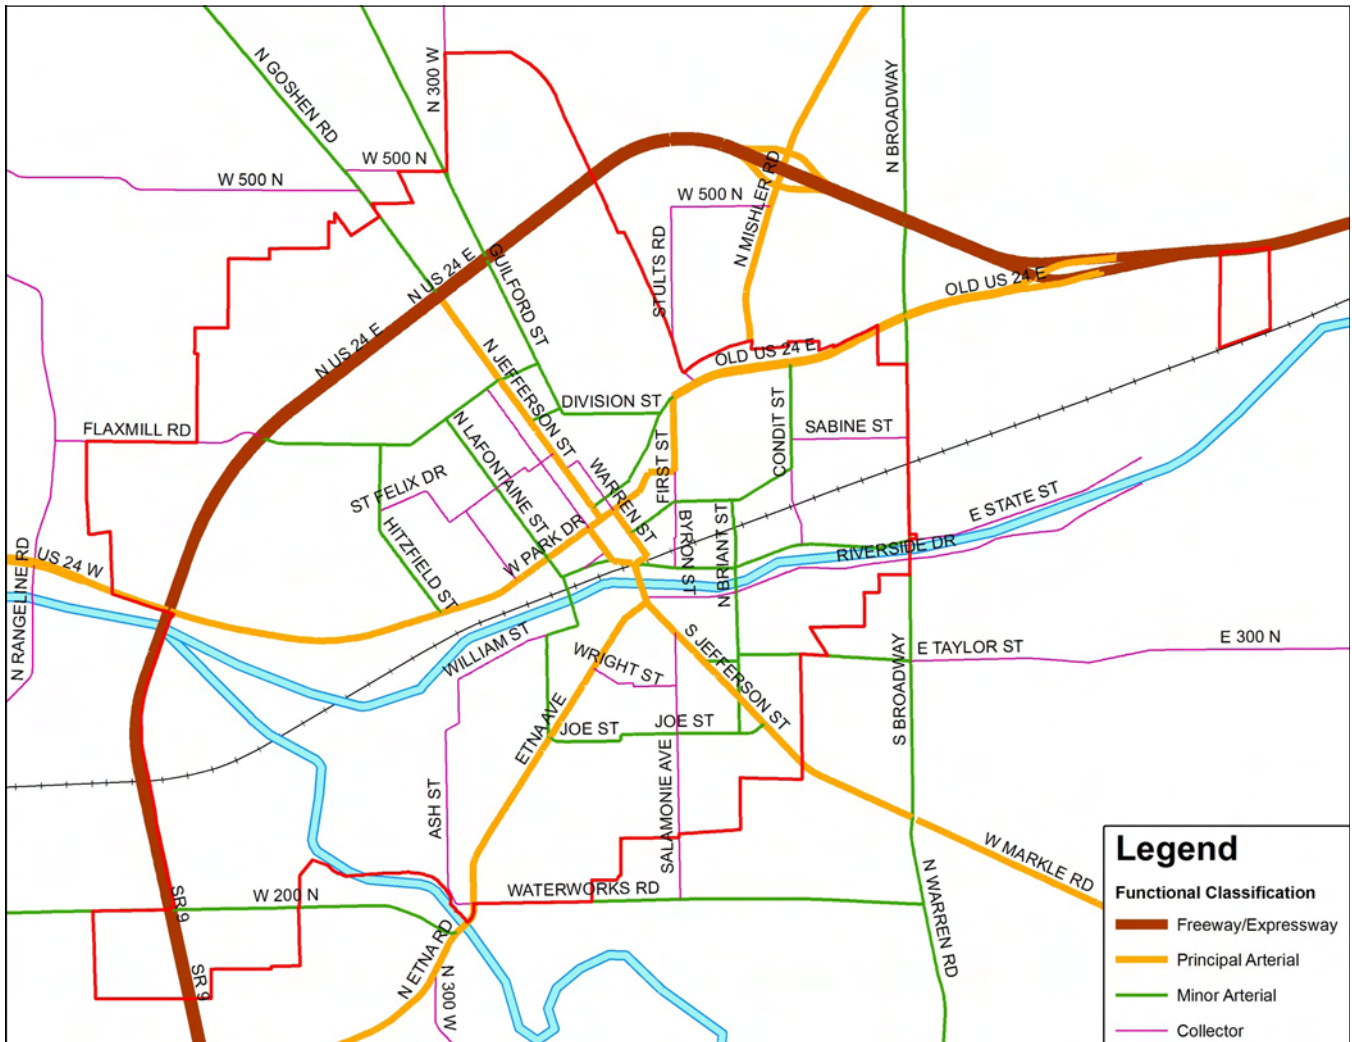 N GOSHEN RD
N 300 W
W 500 N
W 500 N
N BROADWAY
W 500 N
N MISHLER RD
STULTS RD
N US 24 E
GUILFORD ST
N US 24 E
OLD US 24 E
OLD US 24 E
N JEFFERSON ST
DIVISION ST
FLAXMILL RD
N LAFONTAINE ST
CONDIT ST
SABINE ST
ST FELIX DR
WARREN ST
FIRST ST
HITZFIELD ST
W PARK DR
BYRON ST
N BRIANT ST
E STATE ST
RIVERSIDE DR
US 24 W
N RANGELINE RD
WILLIAM ST
WRIGHT ST
S JEFFERSON ST
S BROADWAY
E TAYLOR ST
E 300 N
ETNA AVE
JOE ST
JOE ST
ASH ST
SALAMONIE AVE
W MARKLE RD
SR 9
W 200 N
WATERWORKS RD
N WARREN RD
N ETNA RD
SR 9
N 300 W
Legend
Functional Classification
Freeway/Expressway
Principal Arterial
Minor Arterial
Collector